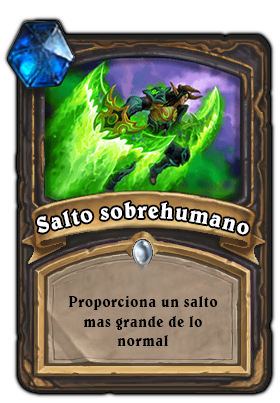 Salto sobrehumano
Proporciona un salto
mas grande de lo
normal